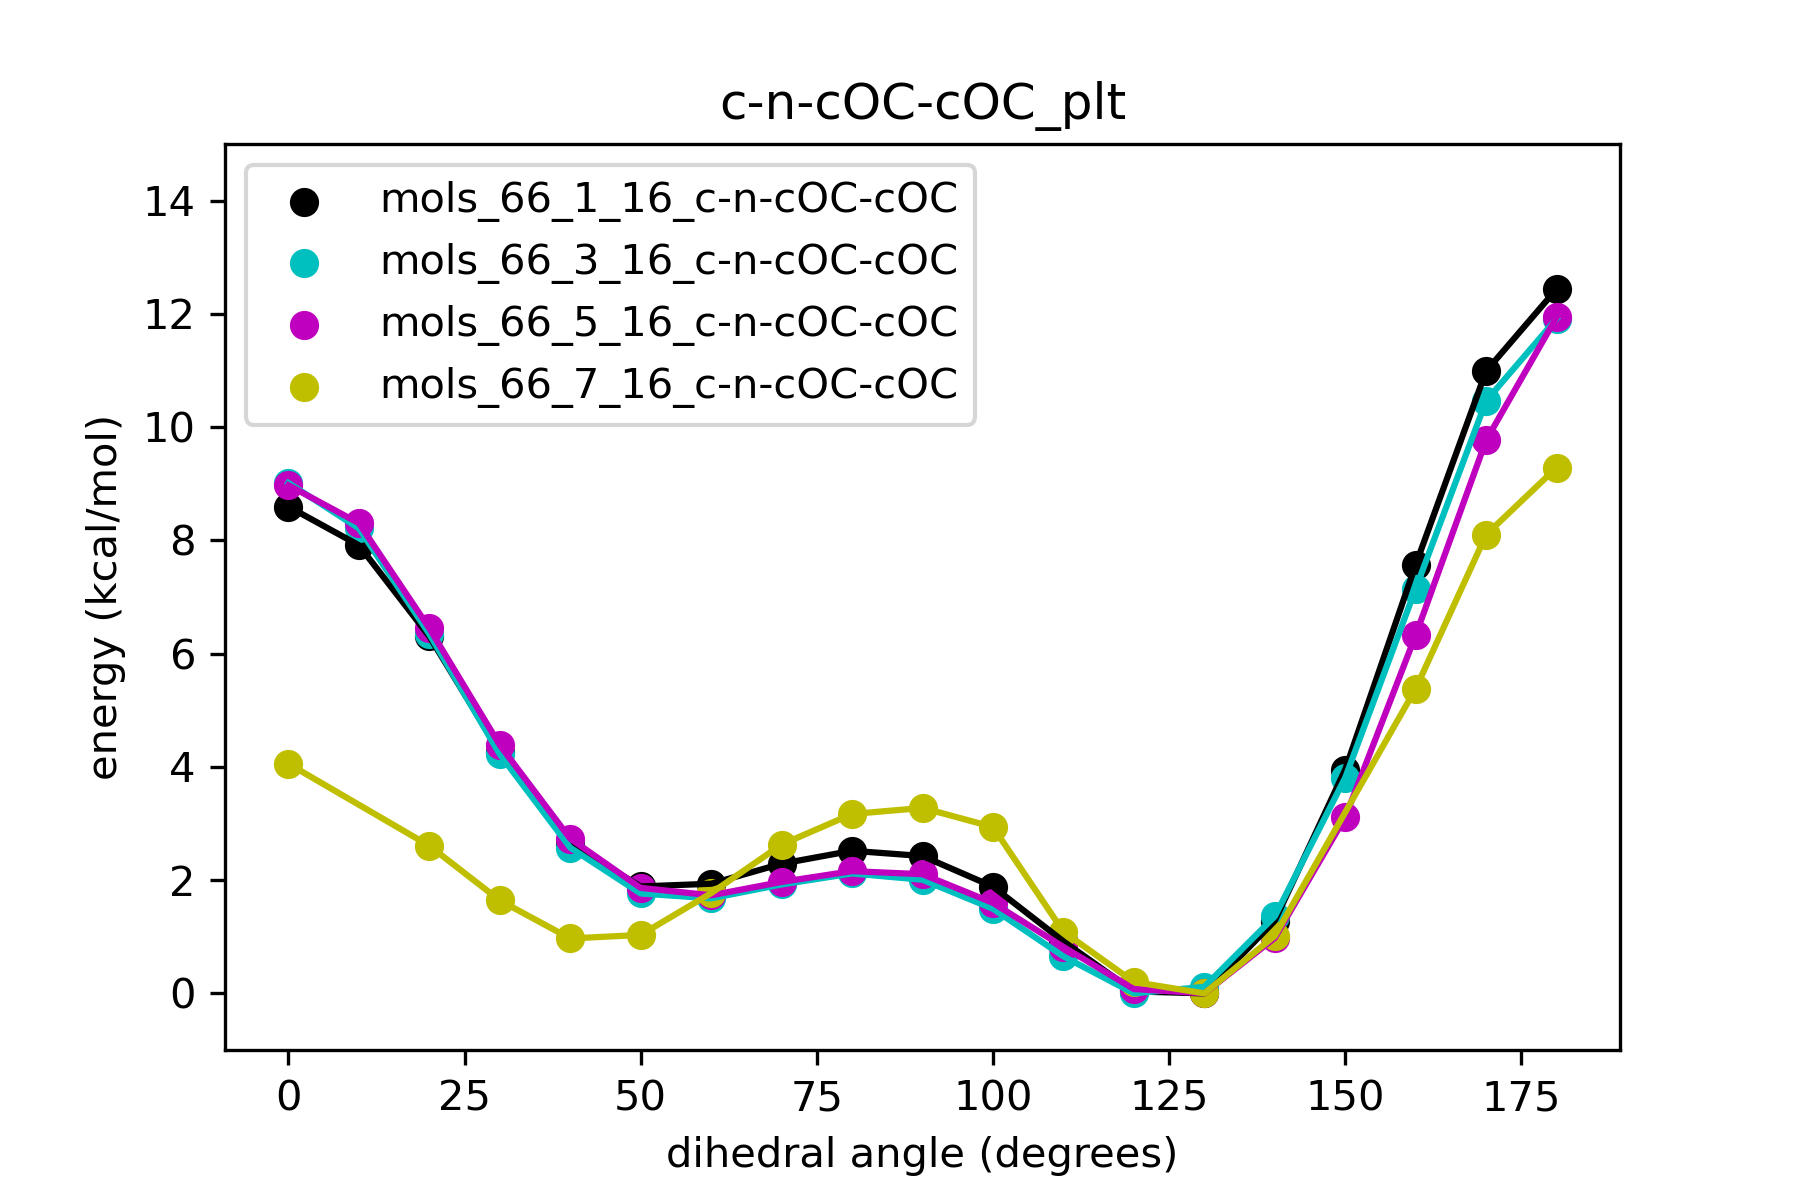 c-n-cOC-cOC_plt
mols_66_1_16_c-n-cOC-cOC
mols_66_3_16_c-n-cOC-cOC
mols_66_5_16_c-n-cOC-cOC
mols_66_7_16_c-n-cOC-cOC
14
12
10
8
6
4
2
0
energy (kcal/mol)
0 25 50 75 100 125 150 175
dihedral angle (degrees)